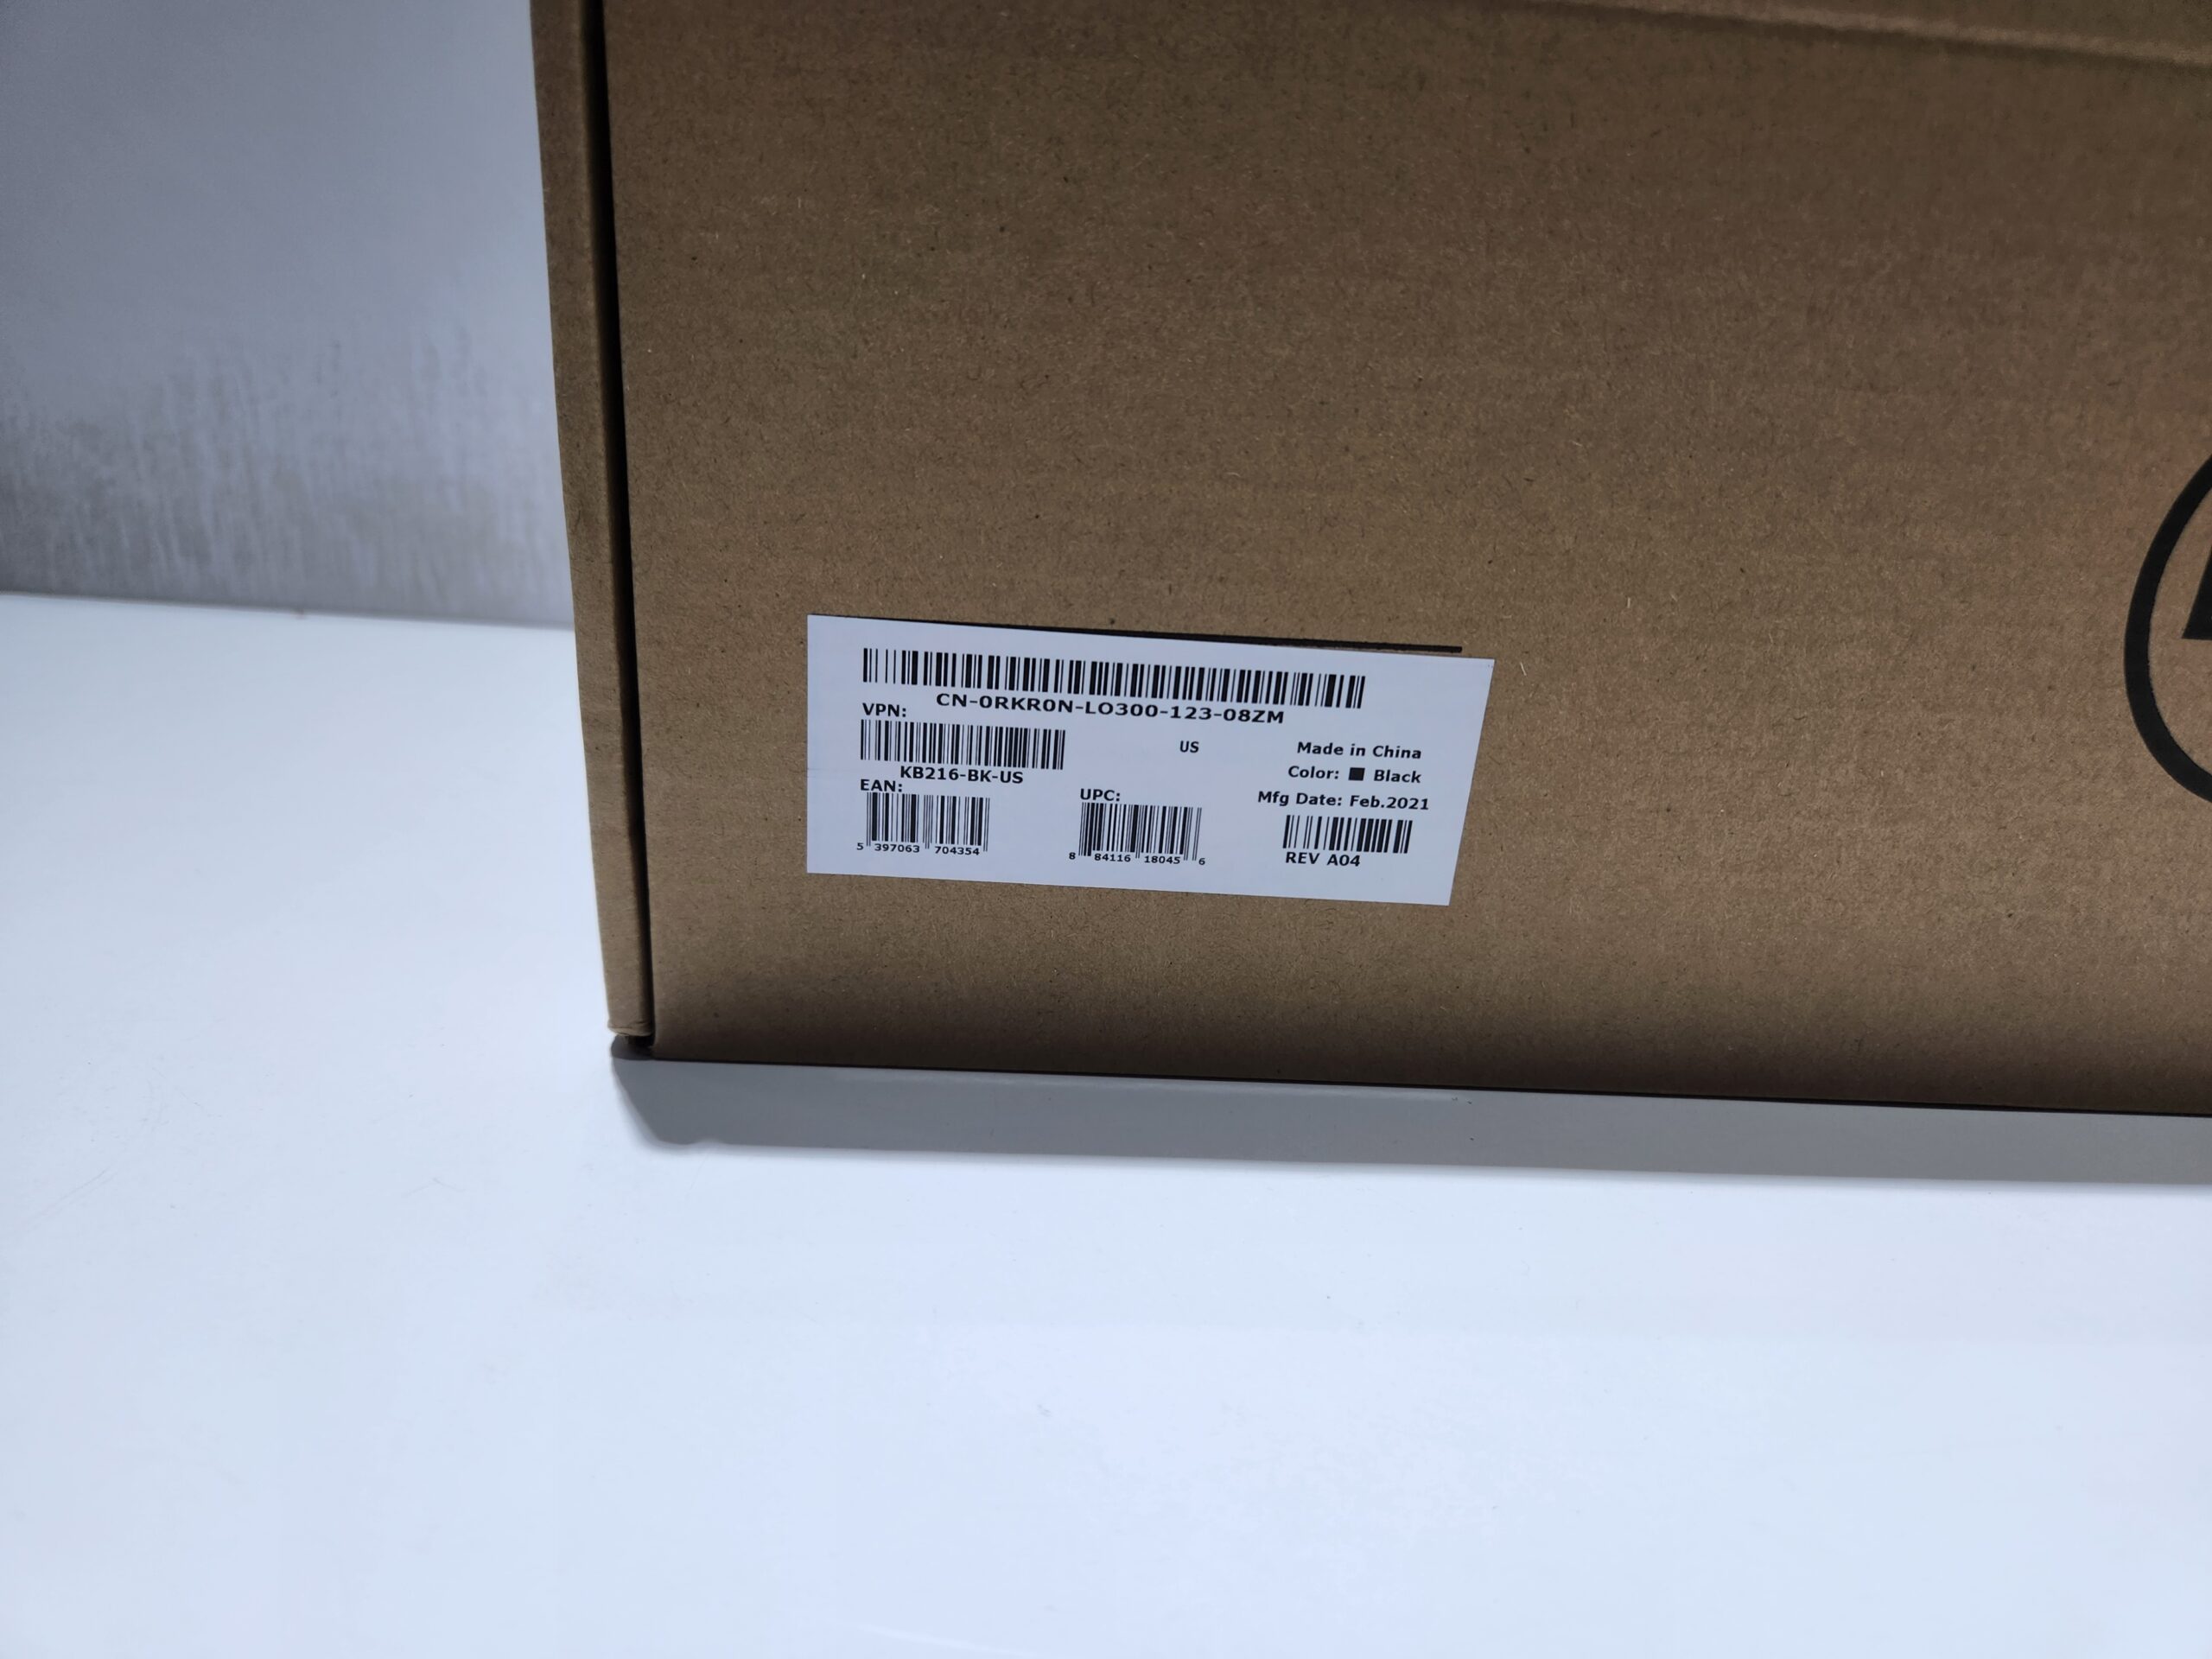 CN-0RKR0N-LO300-123-08ZM
VPN:
KB216-BK-US
US
Made in China
Color: Black
Mfg Date: Feb.2021
EAN:
5 397063 704354
UPC:
8 84116 18045 6
REV A04